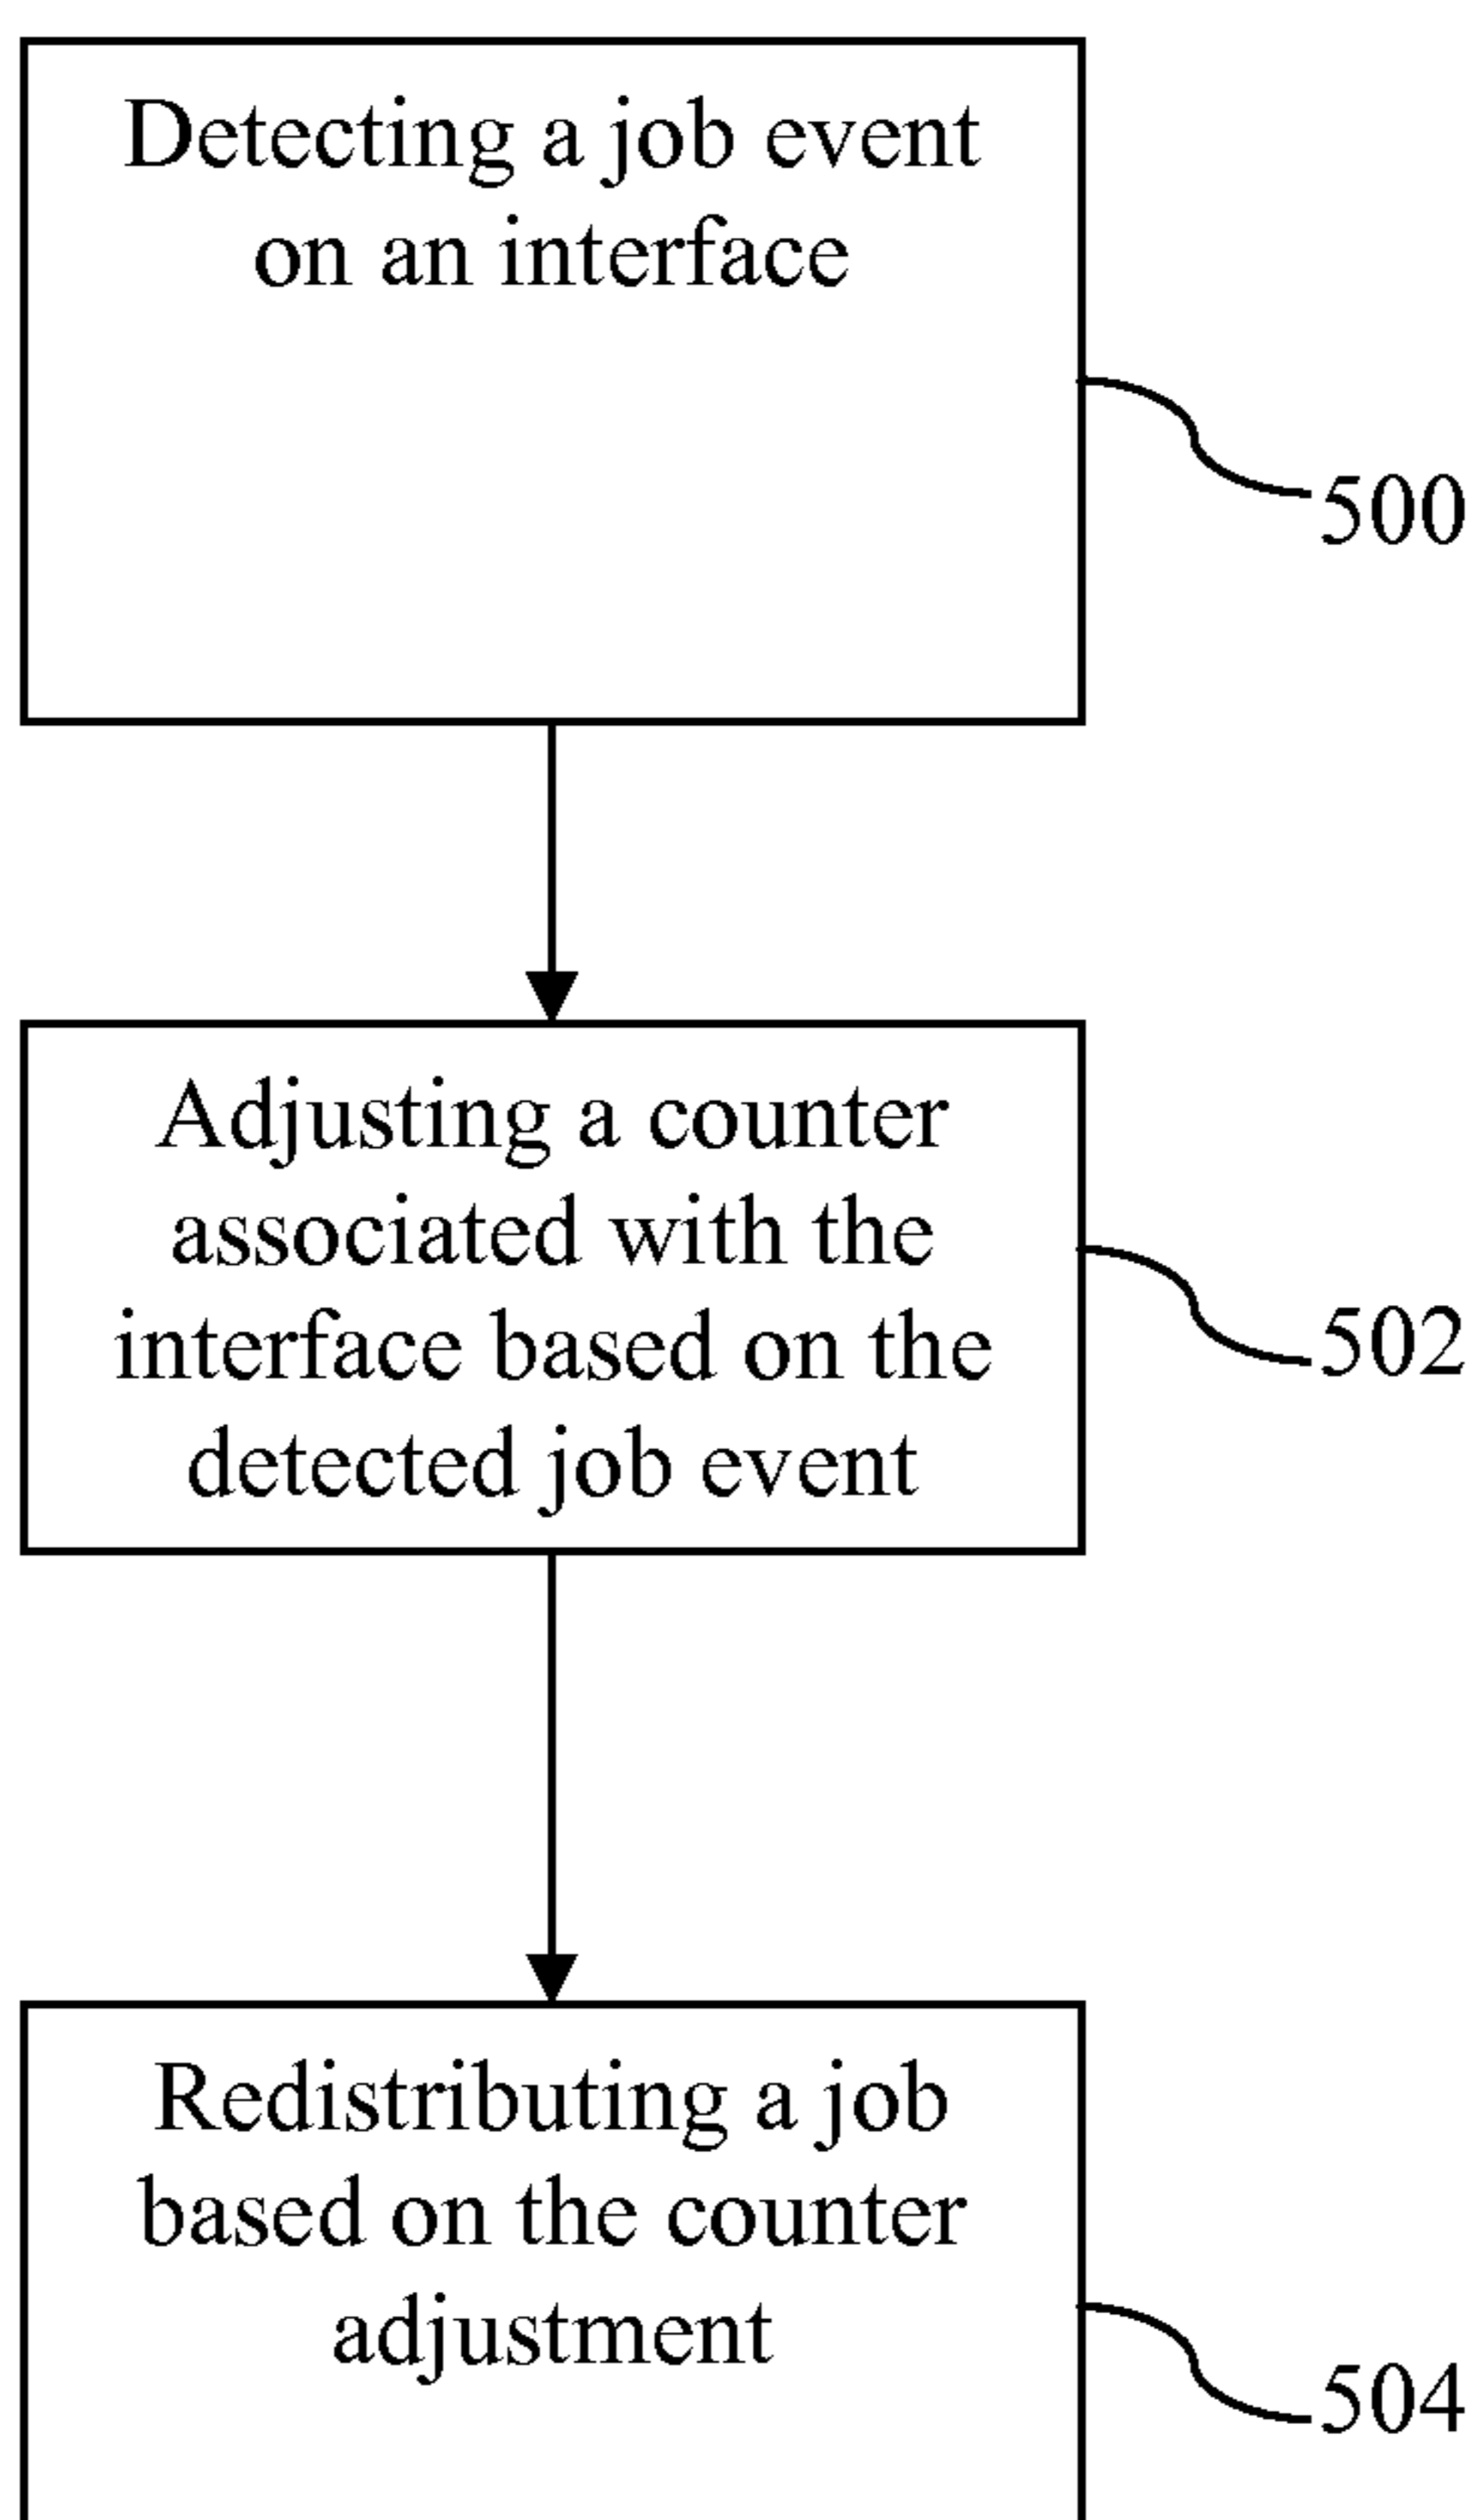 Detecting a job event
on an interface
500
Adjusting a counter
associated with the
interface based on the
detected job event
502
Redistributing a job
based on the counter
adjustment
504